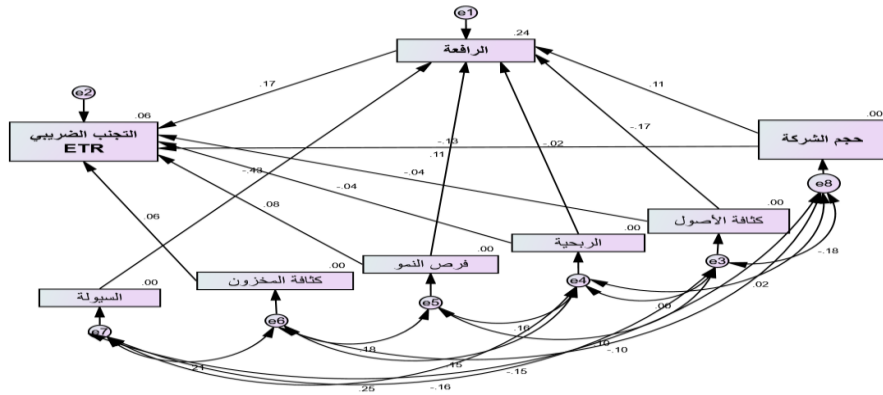 e1
.24
الرافعة
e2
.17
.11
.06
.00
التجنب الضريبي
ETR
حجم الشركة
-.13
-.02
-.17
.11
-.43
-.04
e8
-.04
.00
كثافة الأصول
.06
.08
.00
الربحية
.00
فرص النمو
e3
-.18
.00
كثافة المخزون
e4
.02
.00
السيولة
e5
.00
e6
.16
e7
.18
.10
-.10
.21
.15
-.15
.25
-.16